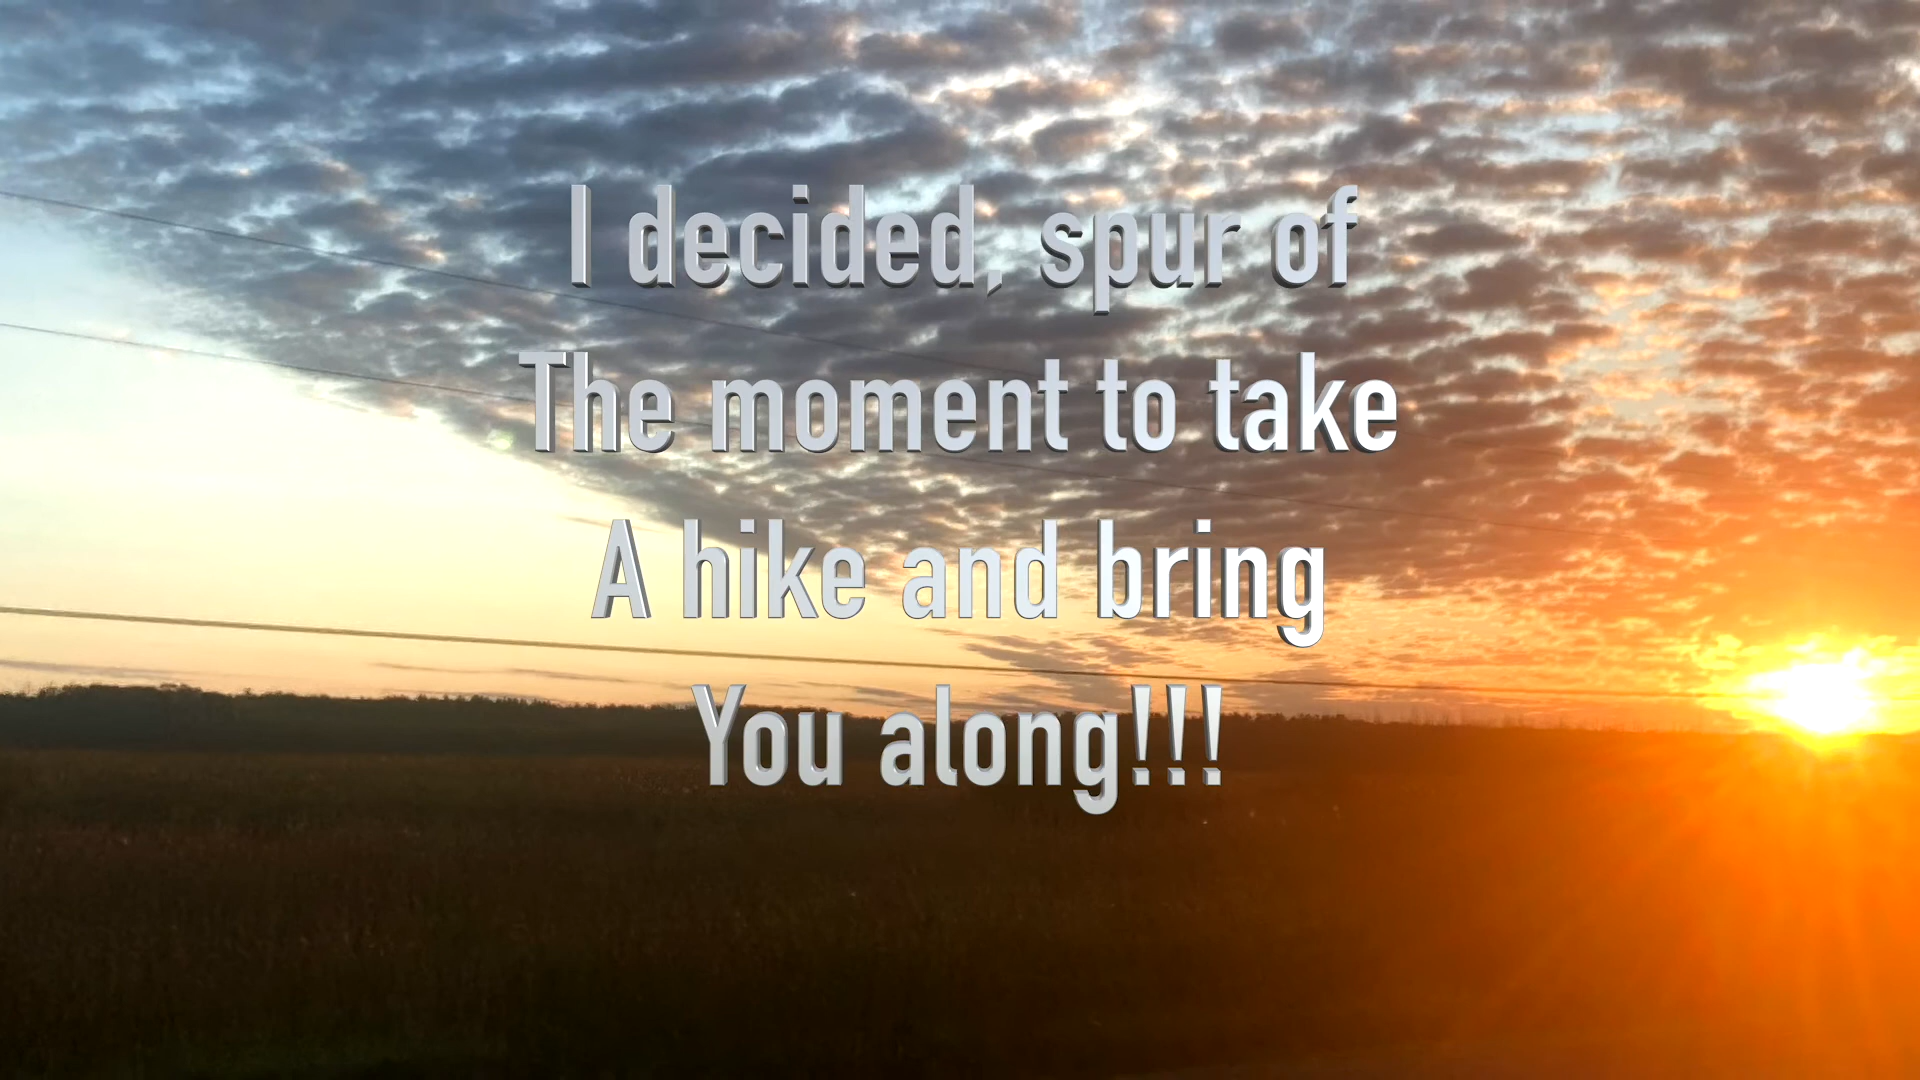 I decided, spur of
The moment to take
A hike and bring
You along!!!